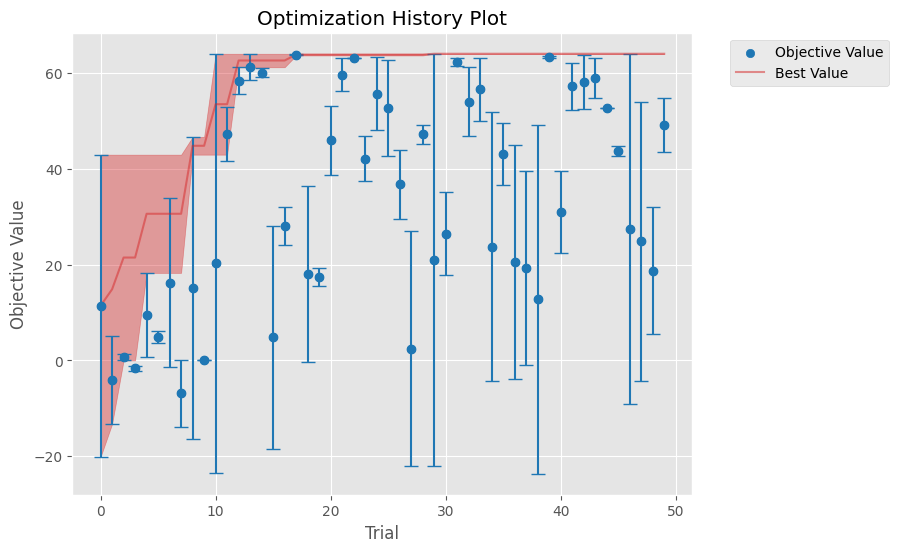 Optimization History Plot
Objective Value
Best Value
60
40
20
0
−20
Objective Value
0 10 20 30 40 50
Trial